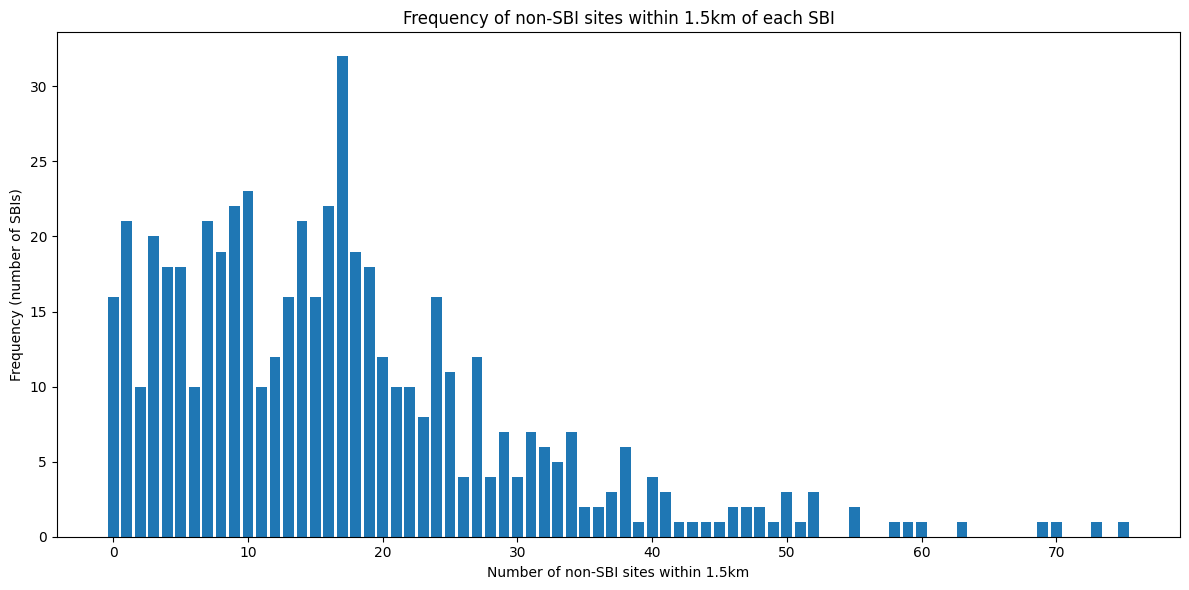 Frequency of non-SBI sites within 1.5km of each SBI
Frequency (number of SBIs)
30
25
20
15
10
5
0
0 10 20 30 40 50 60 70
Number of non-SBI sites within 1.5km